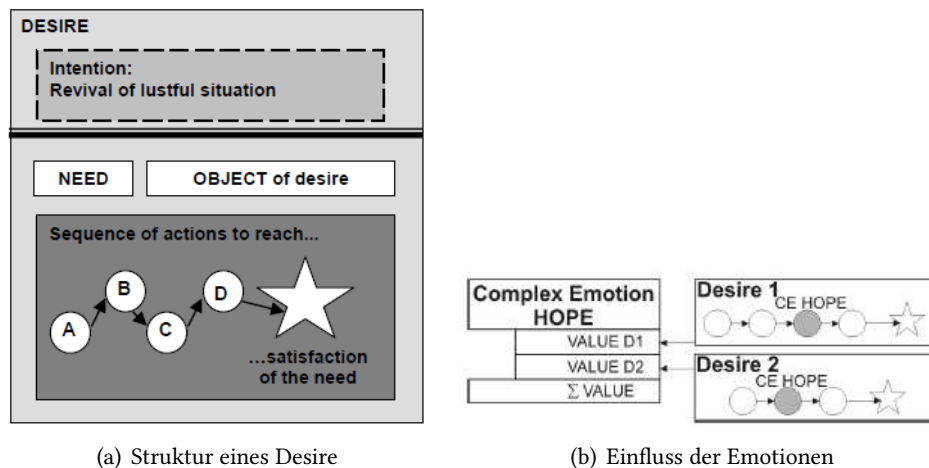 DESIRE
Intention:
Revival of lustful situation
NEED
OBJECT of desire
Sequence of actions to reach...
A
B
C
D
...satisfaction
of the need
(a) Struktur eines Desire
Complex Emotion
HOPE
VALUE D1
VALUE D2
Σ VALUE
Desire 1
CE HOPE
Desire 2
CE HOPE
(b) Einfluss der Emotionen